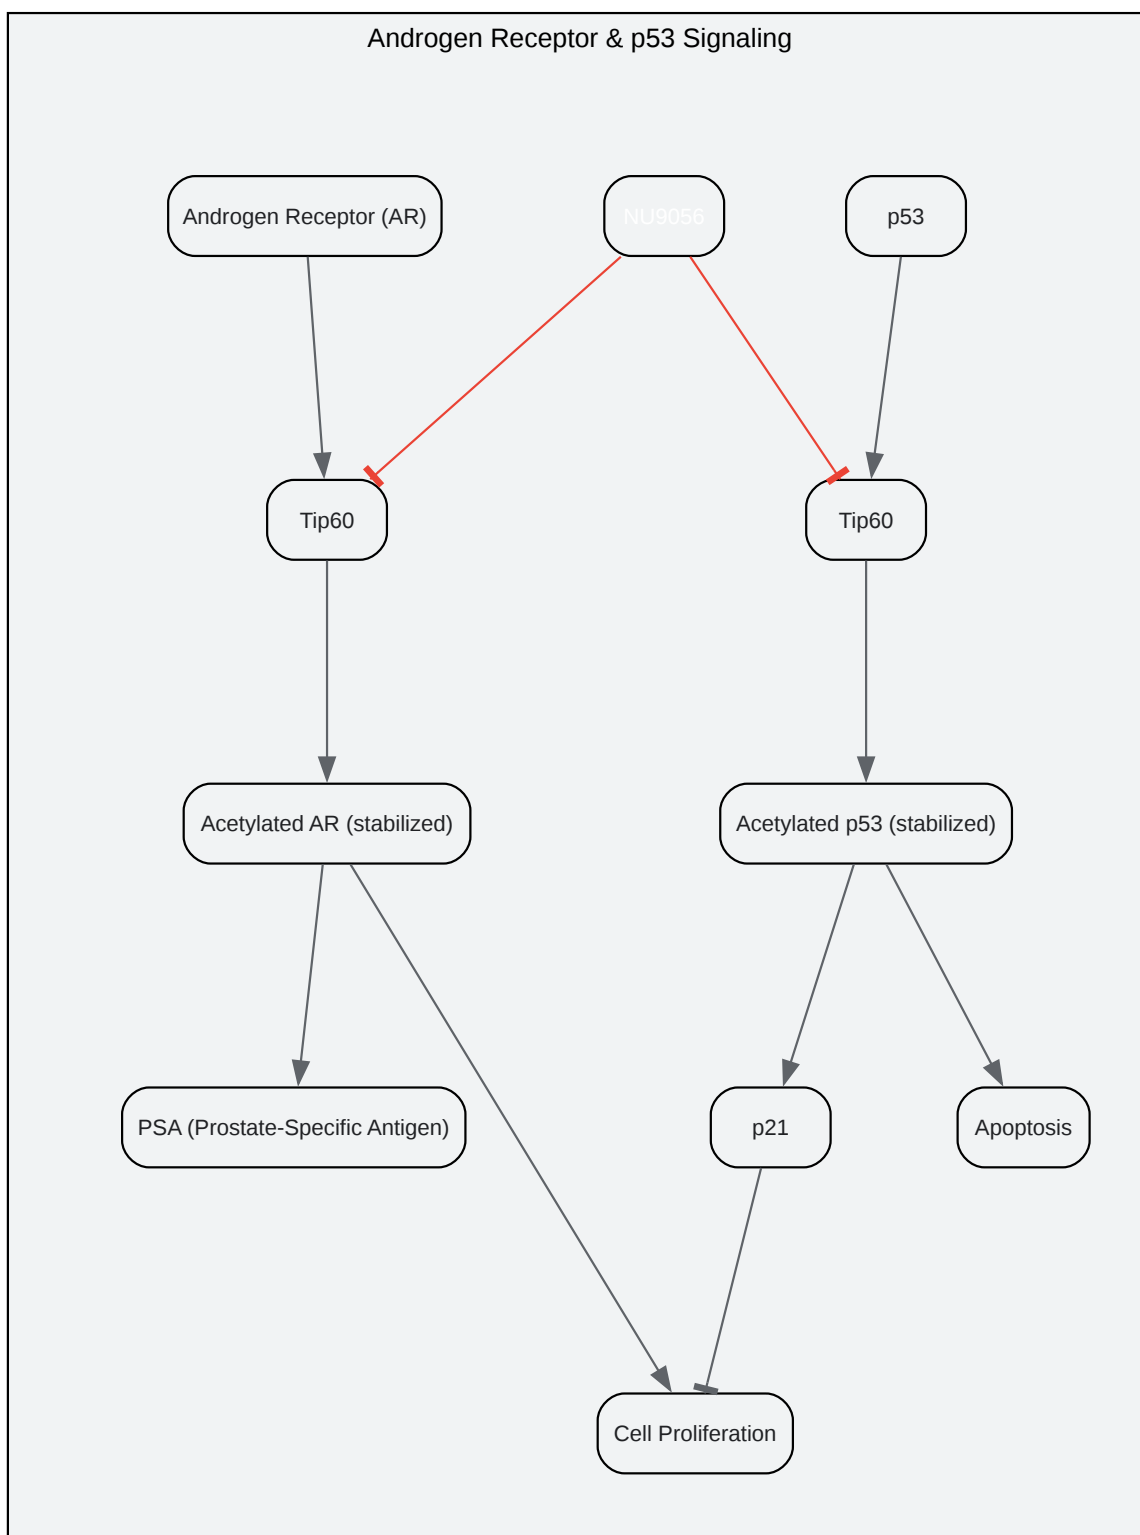 Androgen Receptor & p53 Signaling
Androgen Receptor (AR)
NU9056
p53
Tip60
Tip60
Acetylated AR (stabilized)
Acetylated p53 (stabilized)
PSA (Prostate-Specific Antigen)
p21
Apoptosis
Cell Proliferation